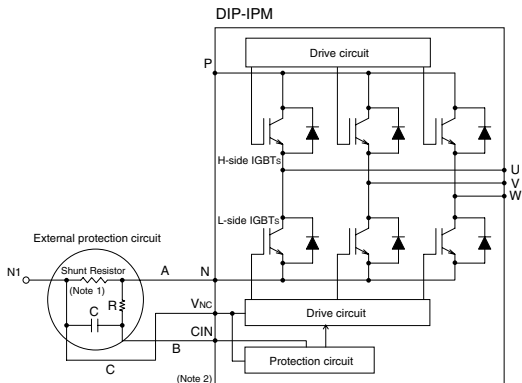 DIP-IPM
Drive circuit
P
H-side IGBTs
U
V
W
L-side IGBTs
External protection circuit
Shunt Resistor
A
N1
N
(Note 1)
R
C
VNC
Drive circuit
CIN
B
Protection circuit
C
(Note 2)